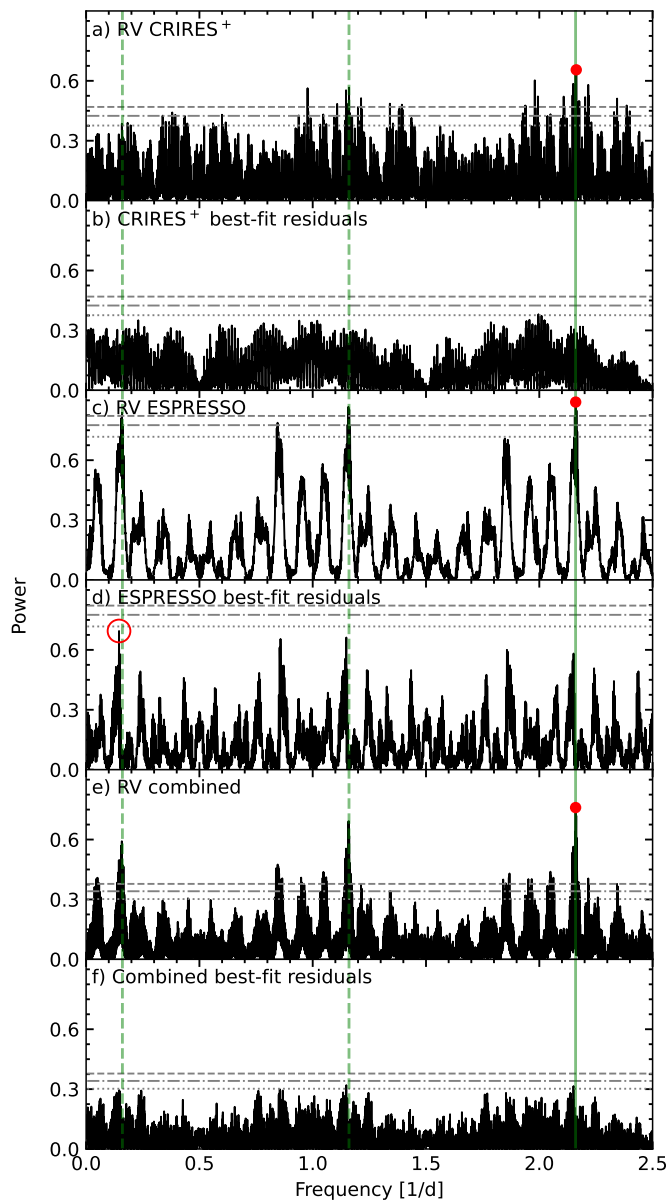 a) RV CRIRES⁺
0.6
0.3
0.0
b) CRIRES⁺ best-fit residuals
0.6
0.3
0.0
c) RV ESPRESSO
0.6
0.3
0.0
Power
d) ESPRESSO best-fit residuals
0.6
0.3
0.0
e) RV combined
0.6
0.3
0.0
f) Combined best-fit residuals
0.6
0.3
0.0
0.0 0.5 1.0 1.5 2.0 2.5
Frequency [1/d]